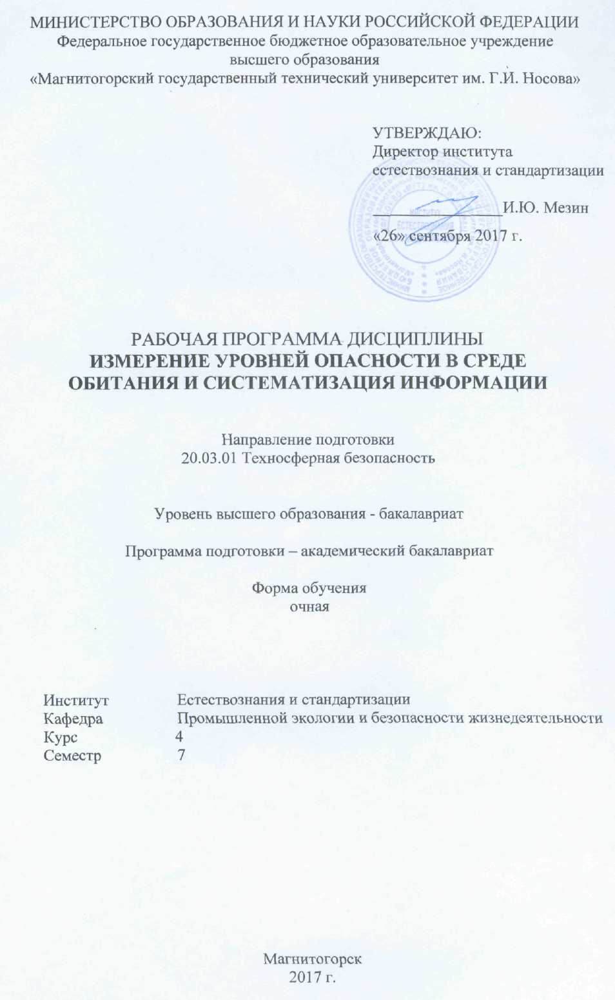 МИНИСТЕРСТВО ОБРАЗОВАНИЯ И НАУКИ РОССИЙСКОЙ ФЕДЕРАЦИИ
Федеральное государственное бюджетное образовательное учреждение
высшего образования
«Магнитогорский государственный технический университет им. Г.И. Носова»
УТВЕРЖДАЮ:
Директор института
естествознания и стандартизации
И.Ю. Мезин
«26» сентября 2017 г.
РАБОЧАЯ ПРОГРАММА ДИСЦИПЛИНЫ
ИЗМЕРЕНИЕ УРОВНЕЙ ОПАСНОСТИ В СРЕДЕ
ОБИТАНИЯ И СИСТЕМАТИЗАЦИЯ ИНФОРМАЦИИ
Направление подготовки
20.03.01 Техносферная безопасность
Уровень высшего образования - бакалавриат
Программа подготовки – академический бакалавриат
Форма обучения
очная
Институт Естествознания и стандартизации
Кафедра Промышленной экологии и безопасности жизнедеятельности
Курс 4
Семестр 7
Магнитогорск
2017 г.